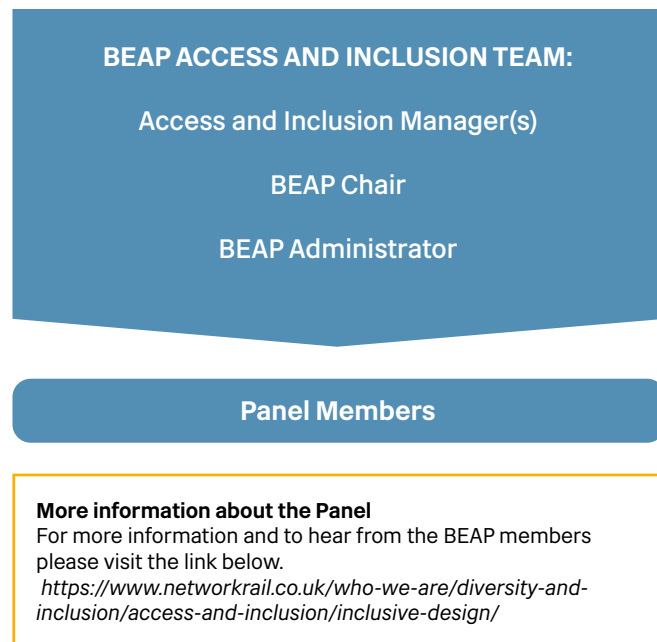 BEAP ACCESS AND INCLUSION TEAM:
Access and Inclusion Manager(s)
BEAP Chair
BEAP Administrator
Panel Members
More information about the Panel
For more information and to hear from the BEAP members
please visit the link below.
https://www.networkrail.co.uk/who-we-are/diversity-and-
inclusion/access-and-inclusion/inclusive-design/